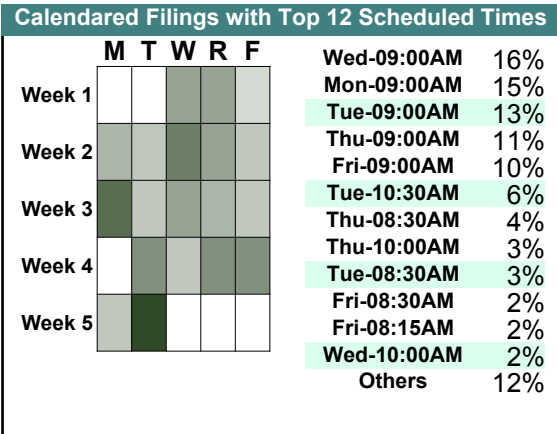 Calendared Filings with Top 12 Scheduled Times
M T W R F
Week 1
Week 2
Week 3
Week 4
Week 5
Wed-09:00AM 16%
Mon-09:00AM 15%
Tue-09:00AM 13%
Thu-09:00AM 11%
Fri-09:00AM 10%
Tue-10:30AM 6%
Thu-08:30AM 4%
Thu-10:00AM 3%
Tue-08:30AM 3%
Fri-08:30AM 2%
Fri-08:15AM 2%
Wed-10:00AM 2%
Others 12%